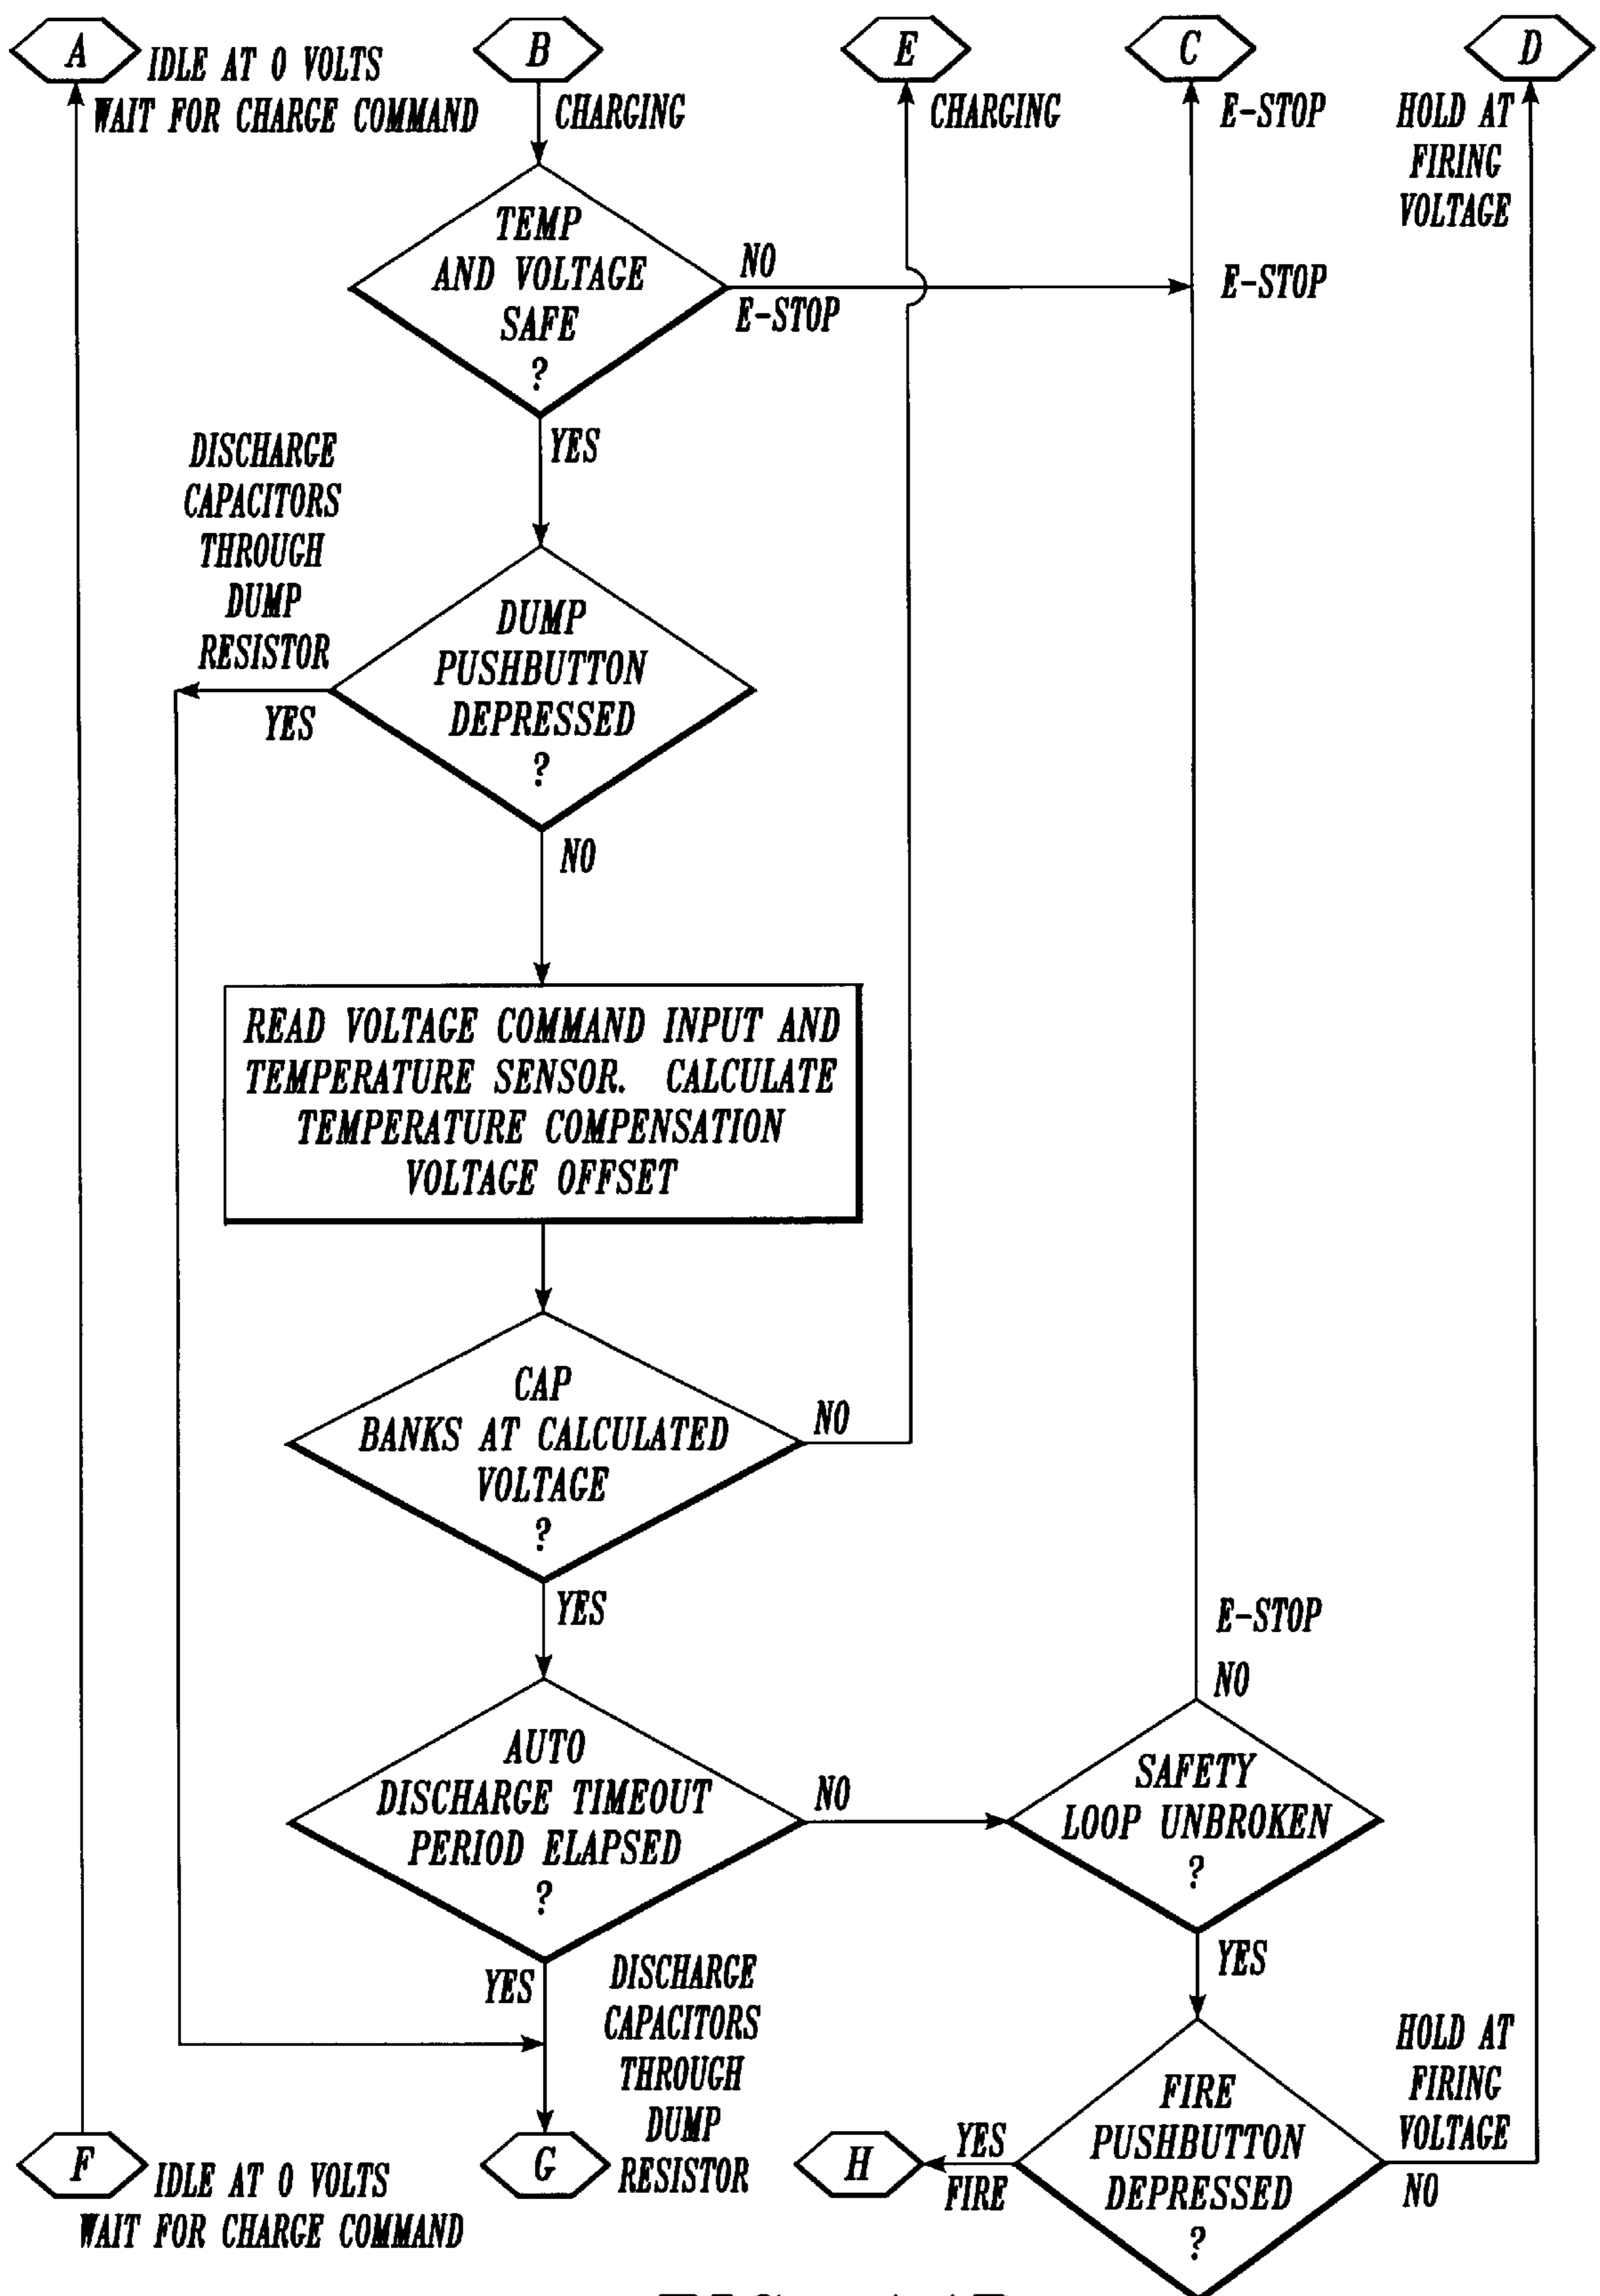 A
IDLE AT 0 VOLTS
WAIT FOR CHARGE COMMAND
B
CHARGING
E
CHARGING
C
E-STOP
D
HOLD AT
FIRING
VOLTAGE
TEMP
AND VOLTAGE
SAFE
?
NO
E-STOP
E-STOP
YES
DISCHARGE
CAPACITORS
THROUGH
DUMP
RESISTOR
YES
DUMP
PUSHBUTTON
DEPRESSED
?
NO
READ VOLTAGE COMMAND INPUT AND
TEMPERATURE SENSOR. CALCULATE
TEMPERATURE COMPENSATION
VOLTAGE OFFSET
CAP
BANKS AT CALCULATED
VOLTAGE
?
NO
YES
E-STOP
NO
AUTO
DISCHARGE TIMEOUT
PERIOD ELAPSED
?
NO
SAFETY
LOOP UNBROKEN
?
YES
YES
DISCHARGE
CAPACITORS
THROUGH
DUMP
RESISTOR
HOLD AT
FIRING
VOLTAGE
NO
FIRE
PUSHBUTTON
DEPRESSED
?
YES
FIRE
H
G
F
IDLE AT 0 VOLTS
WAIT FOR CHARGE COMMAND